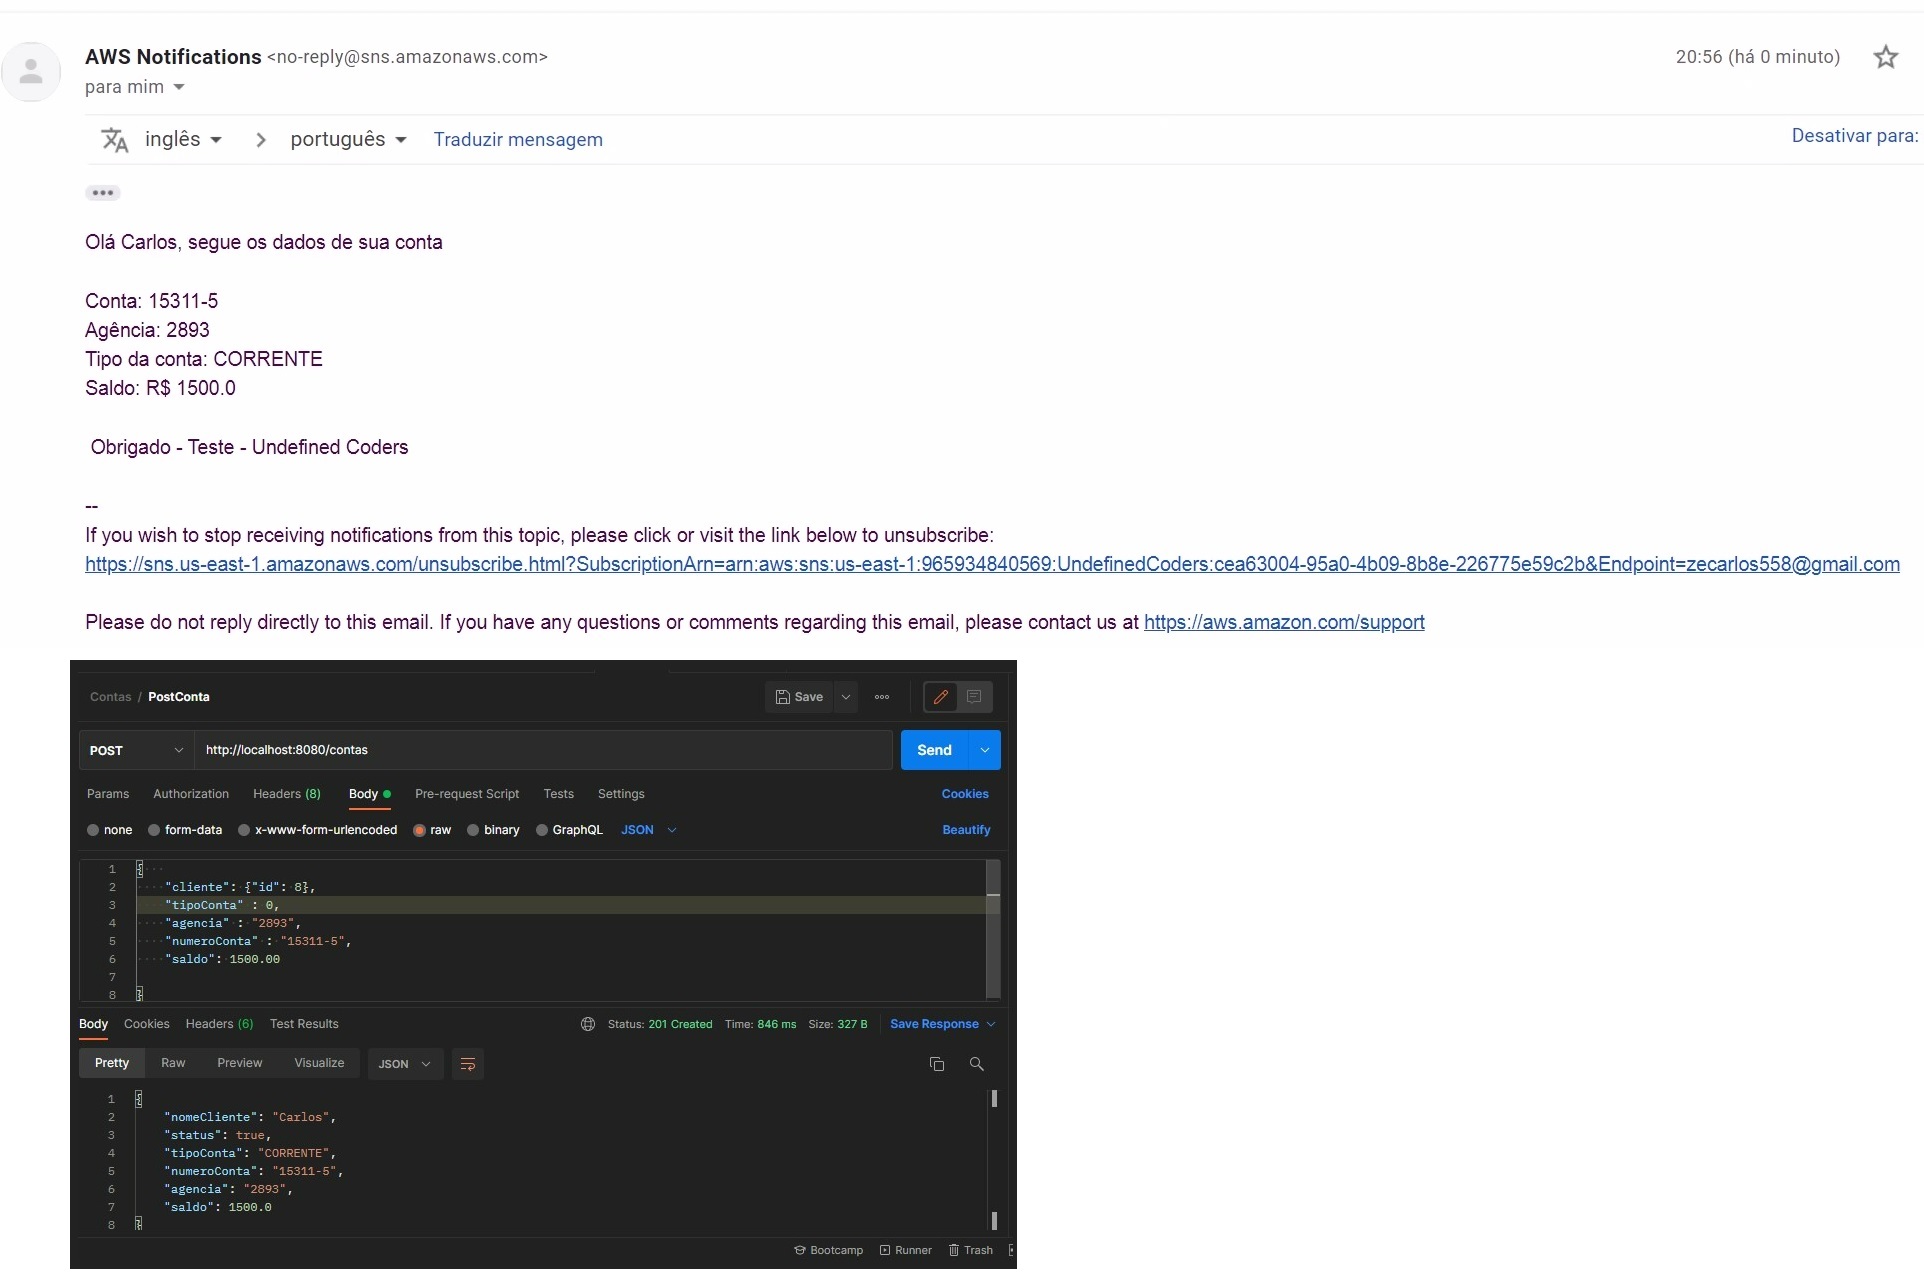 AWS Notifications <no-reply@sns.amazonaws.com>
20:56 (há 0 minuto)
para mim
inglês > português Traduzir mensagem
Desativar para:
Olá Carlos, segue os dados de sua conta
Conta: 15311-5
Agência: 2893
Tipo da conta: CORRENTE
Saldo: R$ 1500.0
Obrigado - Teste - Undefined Coders
--
If you wish to stop receiving notifications from this topic, please click or visit the link below to unsubscribe:
https://sns.us-east-1.amazonaws.com/unsubscribe.html?SubscriptionArn=arn:aws:sns:us-east-1:965934840569:UndefinedCoders:cea63004-95a0-4b09-8b8e-226775e59c2b&Endpoint=zecarlos558@gmail.com
Please do not reply directly to this email. If you have any questions or comments regarding this email, please contact us at https://aws.amazon.com/support
Contas / PostConta
Save
POST http://localhost:8080/contas Send
Params Authorization Headers (8) Body Pre-request Script Tests Settings Cookies
none form-data x-www-form-urlencoded raw binary GraphQL JSON Beautify
1 {
2 "cliente": {"id": 8},
3 "tipoConta" : 0,
4 "agencia" : "2893",
5 "numeroConta" : "15311-5",
6 "saldo": 1500.00
7
8 }
Body Cookies Headers (6) Test Results Status: 201 Created Time: 846 ms Size: 327 B Save Response
Pretty Raw Preview Visualize JSON
1 {
2 "nomeCliente": "Carlos",
3 "status": true,
4 "tipoConta": "CORRENTE",
5 "numeroConta": "15311-5",
6 "agencia": "2893",
7 "saldo": 1500.0
8 }
Bootcamp Runner Trash